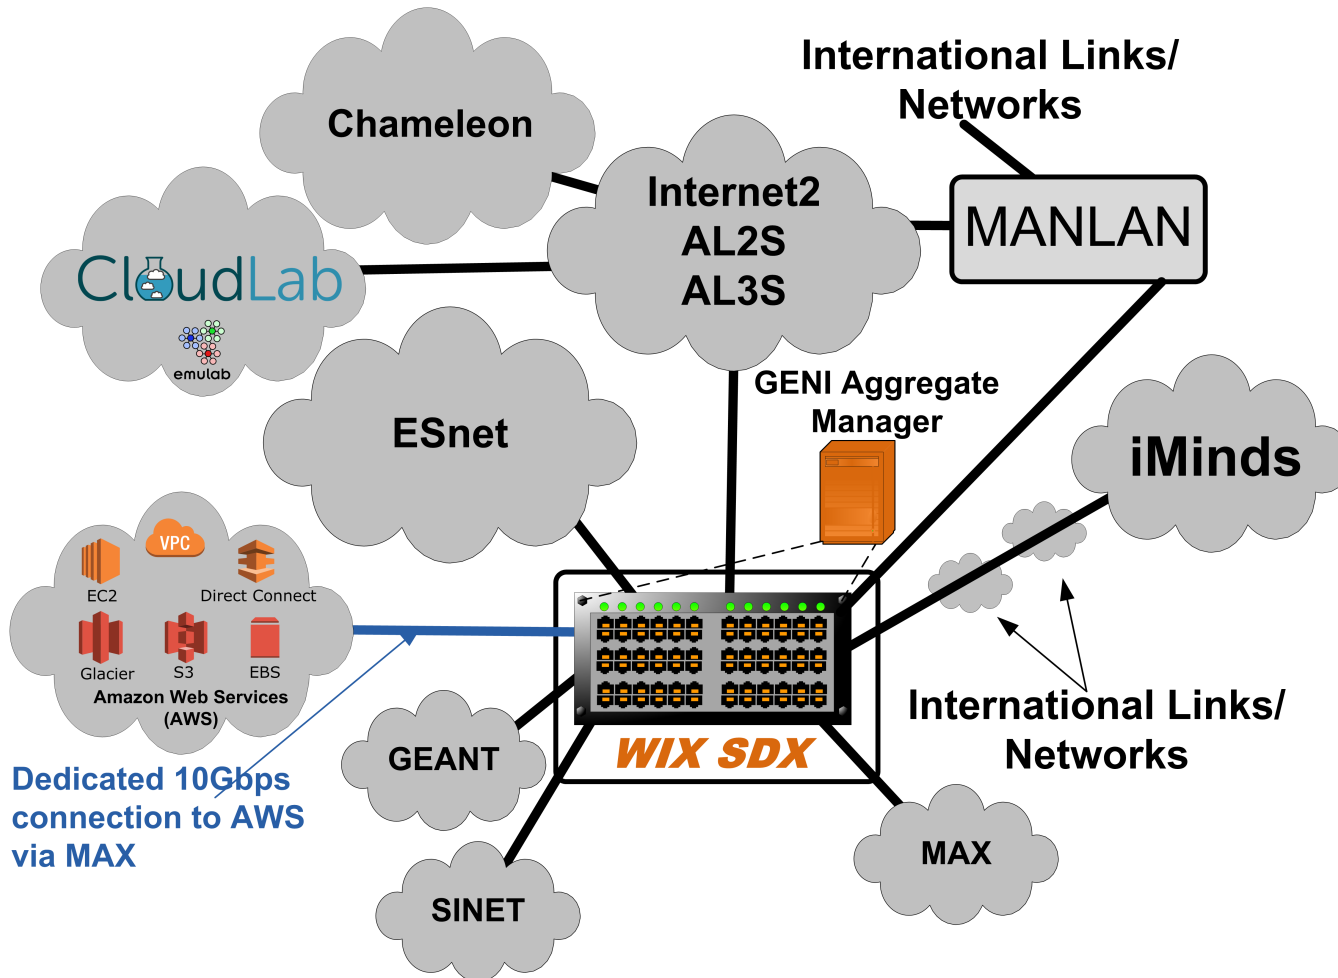 International Links/
Networks
Chameleon
Internet2
AL2S
AL3S
MANLAN
CloudLab
emulab
GENI Aggregate
Manager
ESnet
iMinds
VPC
EC2
Direct Connect
Glacier
S3
EBS
Amazon Web Services
(AWS)
International Links/
Networks
WIX SDX
GEANT
Dedicated 10Gbps
connection to AWS
via MAX
MAX
SINET